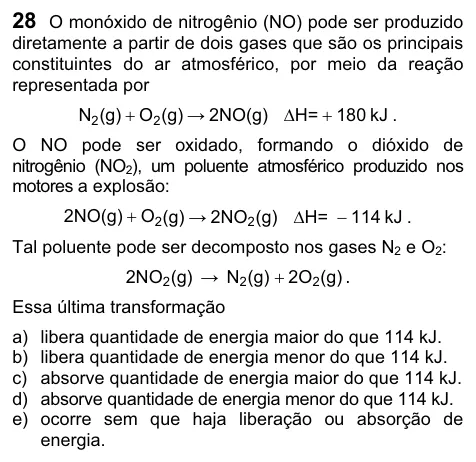 28 O monóxido de nitrogênio (NO) pode ser produzido
diretamente a partir de dois gases que são os principais
constituintes do ar atmosférico, por meio da reação
representada por
N₂(g) + O₂(g) → 2NO(g) ΔH= + 180 kJ .
O NO pode ser oxidado, formando o dióxido de
nitrogênio (NO₂), um poluente atmosférico produzido nos
motores a explosão:
2NO(g) + O₂(g) → 2NO₂(g) ΔH= − 114 kJ .
Tal poluente pode ser decomposto nos gases N₂ e O₂:
2NO₂(g) → N₂(g) + 2O₂(g) .
Essa última transformação
a) libera quantidade de energia maior do que 114 kJ.
b) libera quantidade de energia menor do que 114 kJ.
c) absorve quantidade de energia maior do que 114 kJ.
d) absorve quantidade de energia menor do que 114 kJ.
e) ocorre sem que haja liberação ou absorção de
energia.